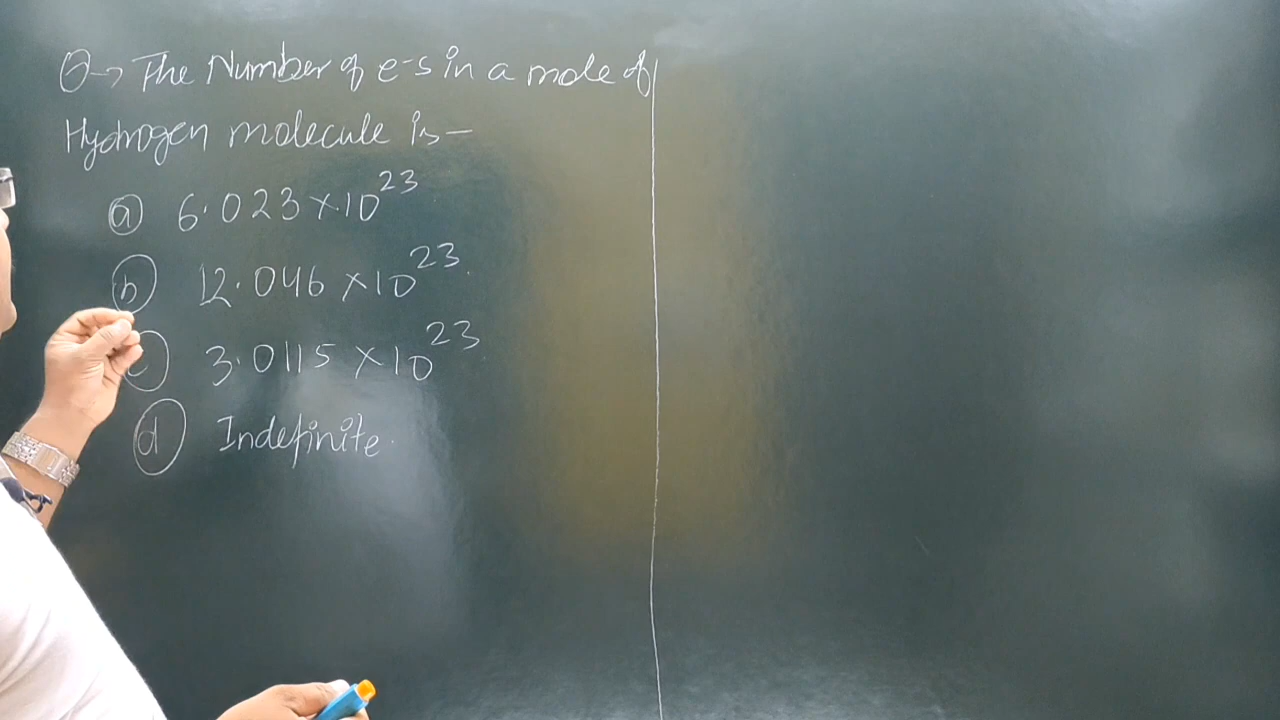 Q→ The Number of e-s in a mole of
Hydrogen molecule is—
(a) 6.023×10²³
(b) 12.046×10²³
(c) 3.0115×10²³
(d) Indefinite.